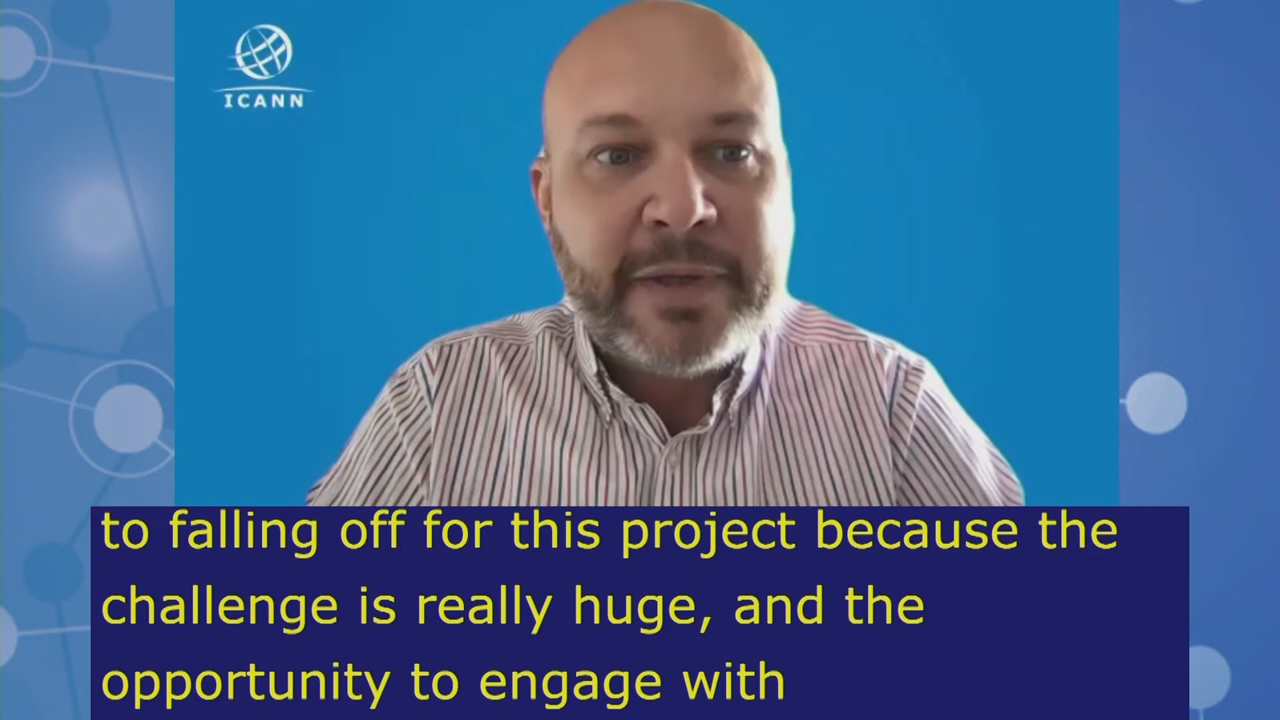 ICANN
to falling off for this project because the
challenge is really huge, and the
opportunity to engage with